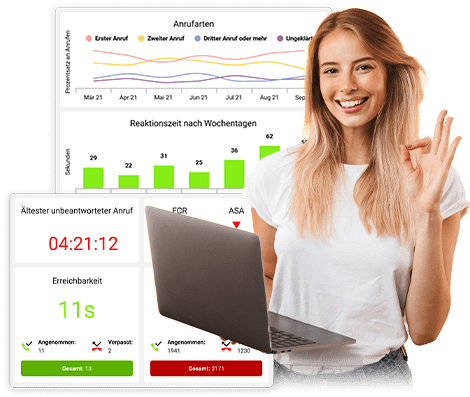 Anrufarten
Erster Anruf Zweiter Anruf Dritter Anruf oder mehr Ungeklärt
Prozentsatz an Anrufen
Mär 21 Apr 21 Mai 21 Jun 21 Jul 21 Aug 21 Sep
Reaktionszeit nach Wochentagen
Sekunden
29 22 31 25 36 62
Ältester unbeantworteter Anruf
04:21:12
FCR ASA
Erreichbarkeit
11s
Angenommen: Verpasst:
11 2
Gesamt: 13
Angenommen:
1941 1230
Gesamt: 3171